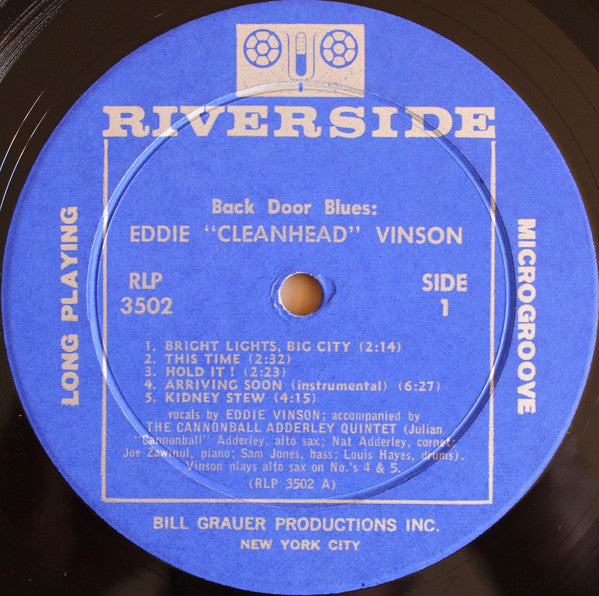 RIVERSIDE
LONG PLAYING
MICROGROOVE
Back Door Blues:
EDDIE "CLEANHEAD" VINSON
RLP
3502
SIDE
1
1. BRIGHT LIGHTS, BIG CITY (2:14)
2. THIS TIME (2:32)
3. HOLD IT! (2:23)
4. ARRIVING SOON (instrumental) (6:27)
5. KIDNEY STEW (4:15)
vocals by EDDIE VINSON; accompanied by
THE CANNONBALL ADDERLEY QUINTET (Julian
"Cannonball" Adderley, alto sax; Nat Adderley, cornet;
Joe Zawinul, piano; Sam Jones, bass; Louis Hayes, drums).
Vinson plays alto sax on No.'s 4 & 5.
(RLP 3502 A)
BILL GRAUER PRODUCTIONS INC.
NEW YORK CITY